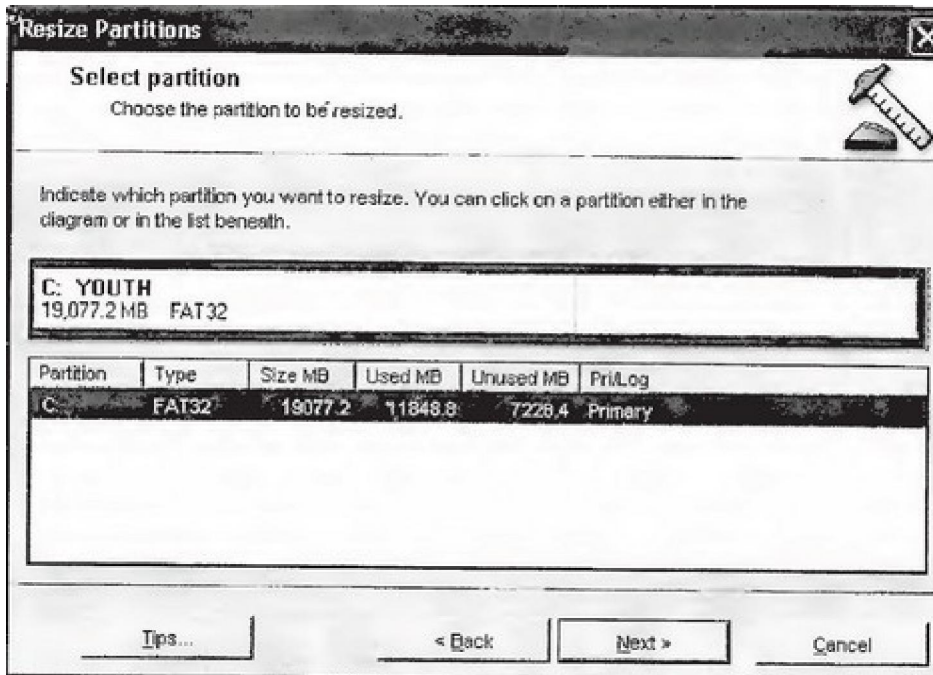 Resize Partitions
Select partition
Choose the partition to be resized.
Indicate which partition you want to resize. You can click on a partition either in the
diagram or in the list beneath.
C: YOUTH
19,077.2 MB FAT32
Partition Type Size MB Used MB Unused MB Pri/Log
C: FAT32 19077.2 11848.8 7228.4 Primary
Tips... < Back Next > Cancel